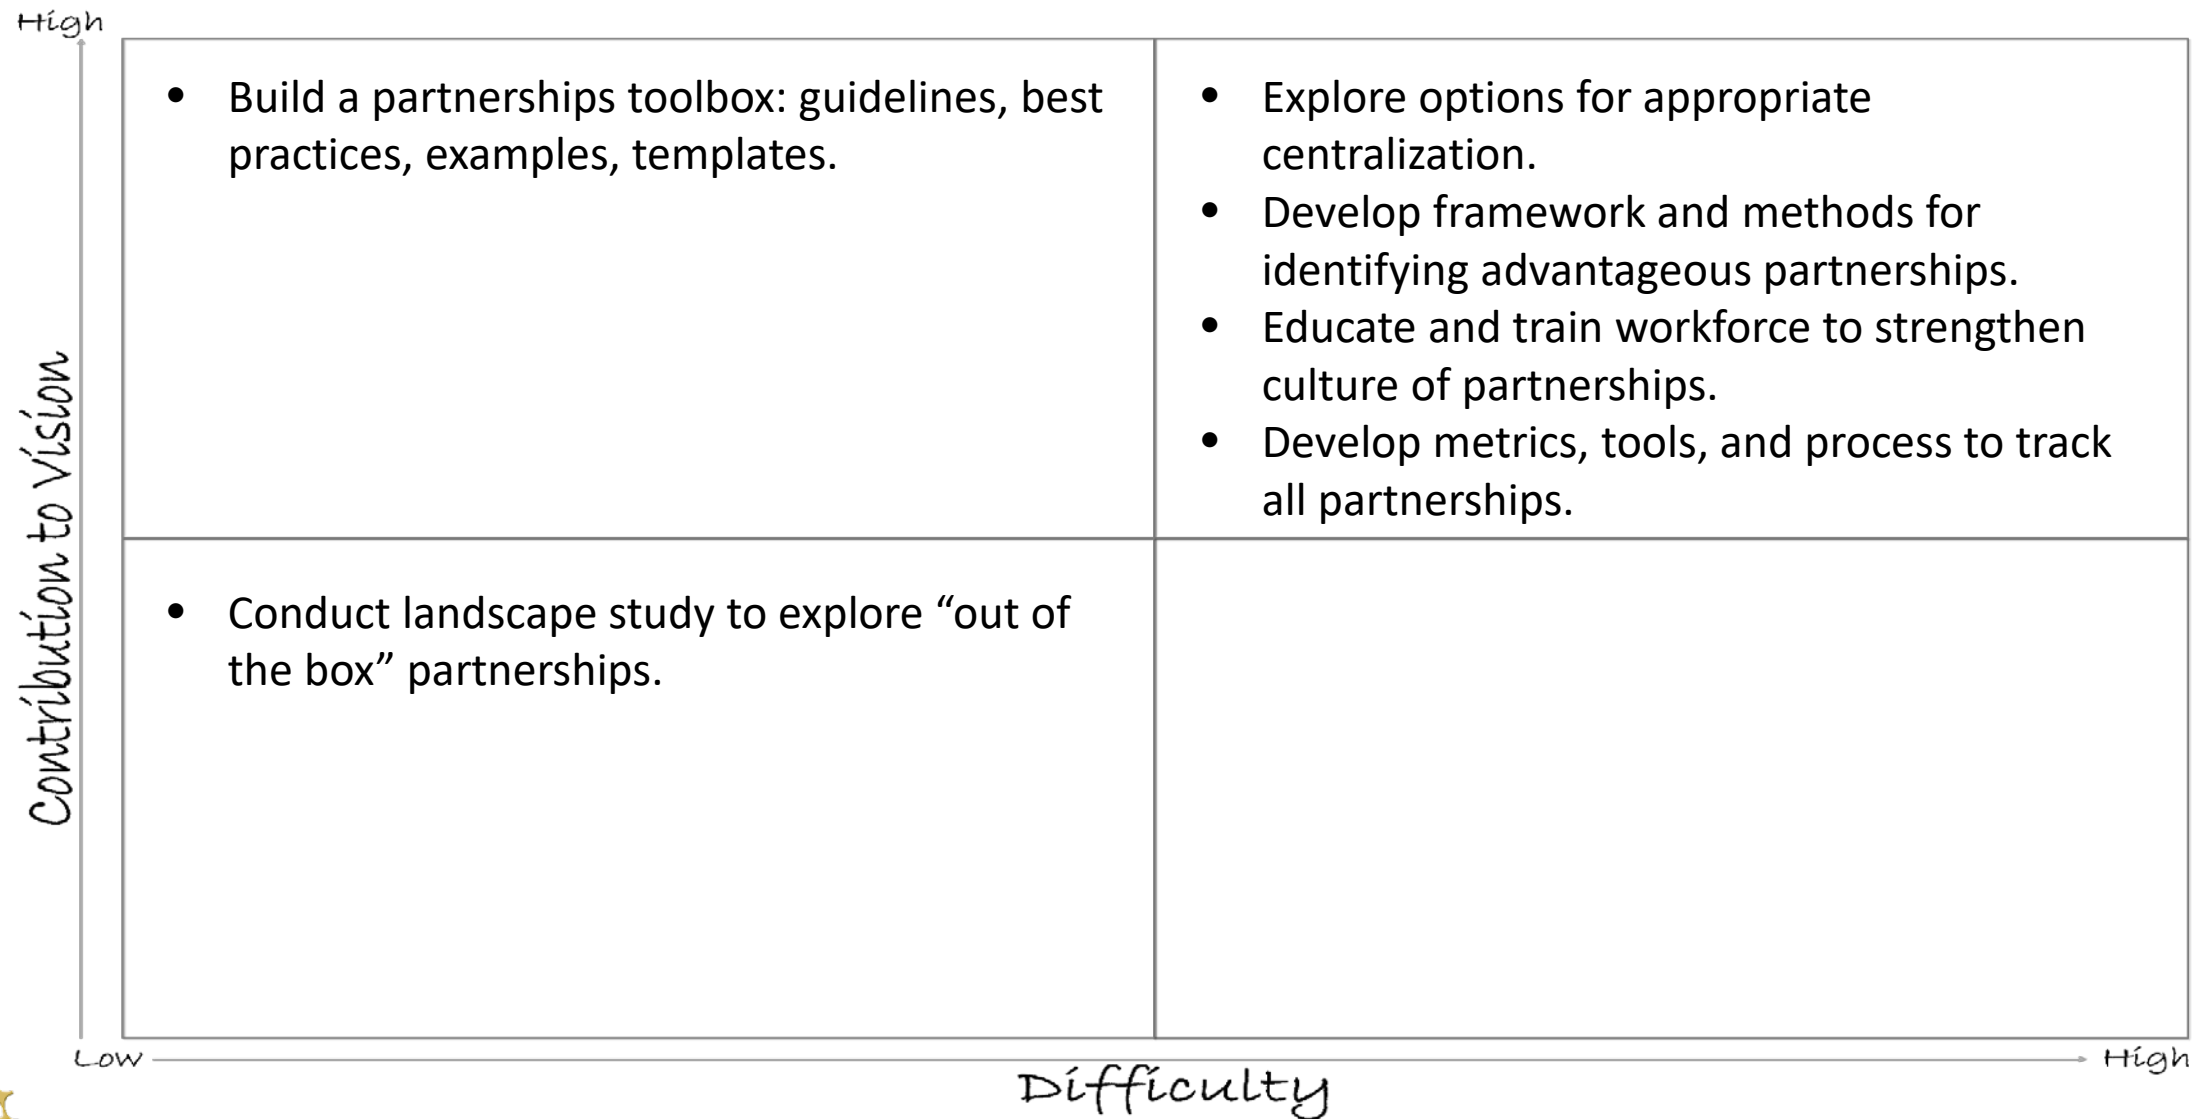 High
• Build a partnerships toolbox: guidelines, best
practices, examples, templates.
• Explore options for appropriate
centralization.
• Develop framework and methods for
identifying advantageous partnerships.
• Educate and train workforce to strengthen
culture of partnerships.
• Develop metrics, tools, and process to track
all partnerships.
Contribution to Vision
• Conduct landscape study to explore “out of
the box” partnerships.
Low
High
Difficulty